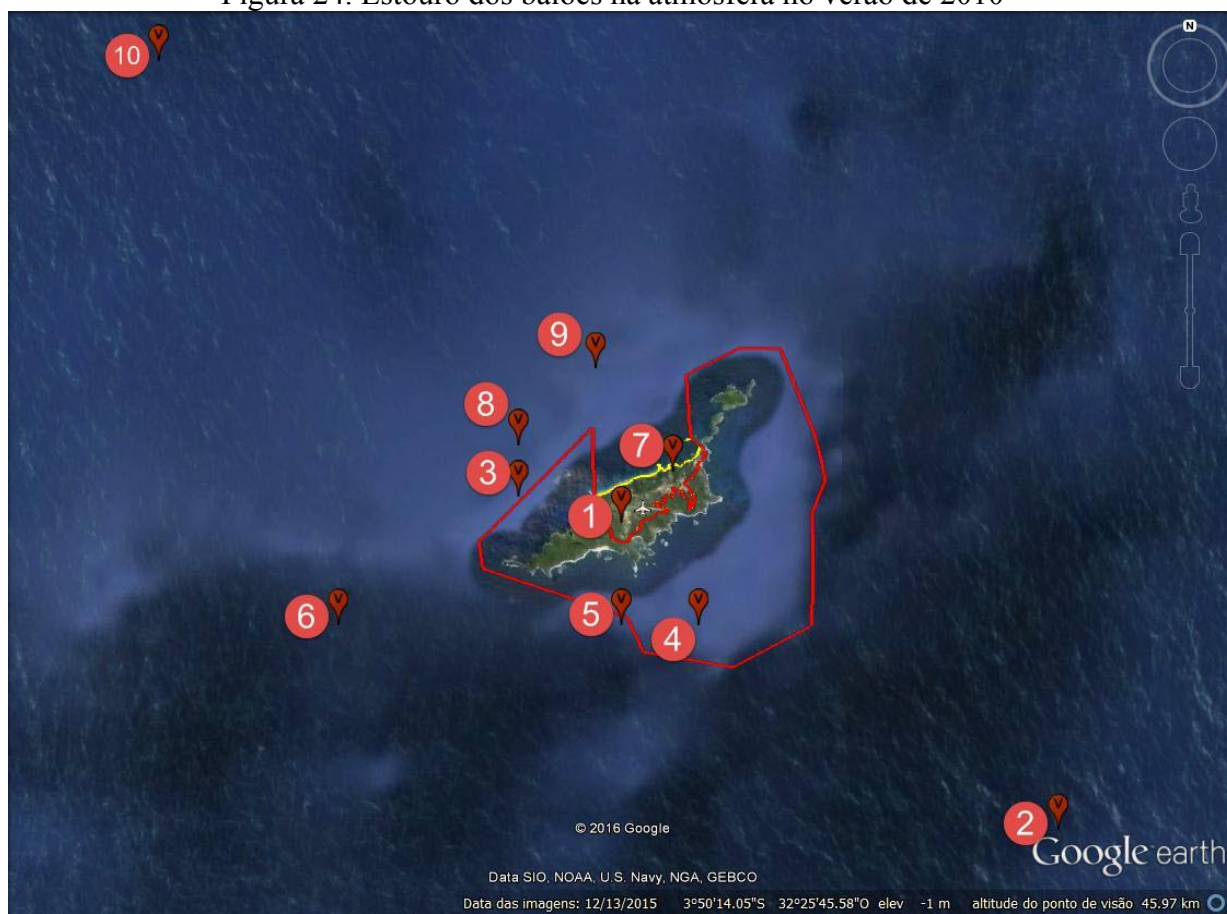 Figura 24: Estouro dos balões na atmosfera no verão de 2016
N
10 V
9 V
8 V
7 V
3 V
1 V
6 V
5 V
V
4
2 V
© 2016 Google
Google earth
Data SIO, NOAA, U.S. Navy, NGA, GEBCO
Data das imagens: 12/13/2015 3°50'14.05"S 32°25'45.58"O elev -1 m altitude do ponto de visão 45.97 km